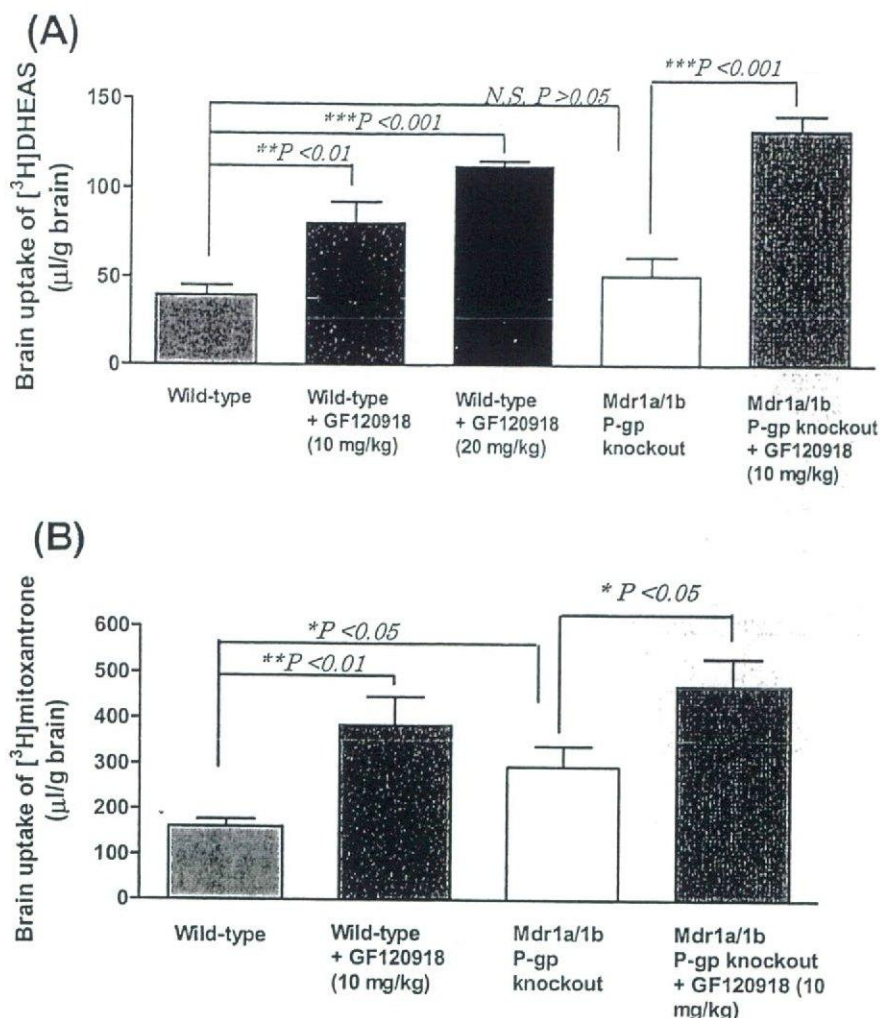 (A)
Brain uptake of [³H]DHEAS
(µl/g brain)
150
100
50
0
N.S. P >0.05
***P <0.001
**P <0.01
***P <0.001
Wild-type
Wild-type
+ GF120918
(10 mg/kg)
Wild-type
+ GF120918
(20 mg/kg)
Mdr1a/1b
P-gp
knockout
Mdr1a/1b
P-gp knockout
+ GF120918
(10 mg/kg)
(B)
Brain uptake of [³H]mitoxantrone
(µl/g brain)
600
500
400
300
200
100
0
*P <0.05
**P <0.01
* P <0.05
Wild-type
Wild-type
+ GF120918
(10 mg/kg)
Mdr1a/1b
P-gp
knockout
Mdr1a/1b
P-gp knockout
+ GF120918 (10
mg/kg)